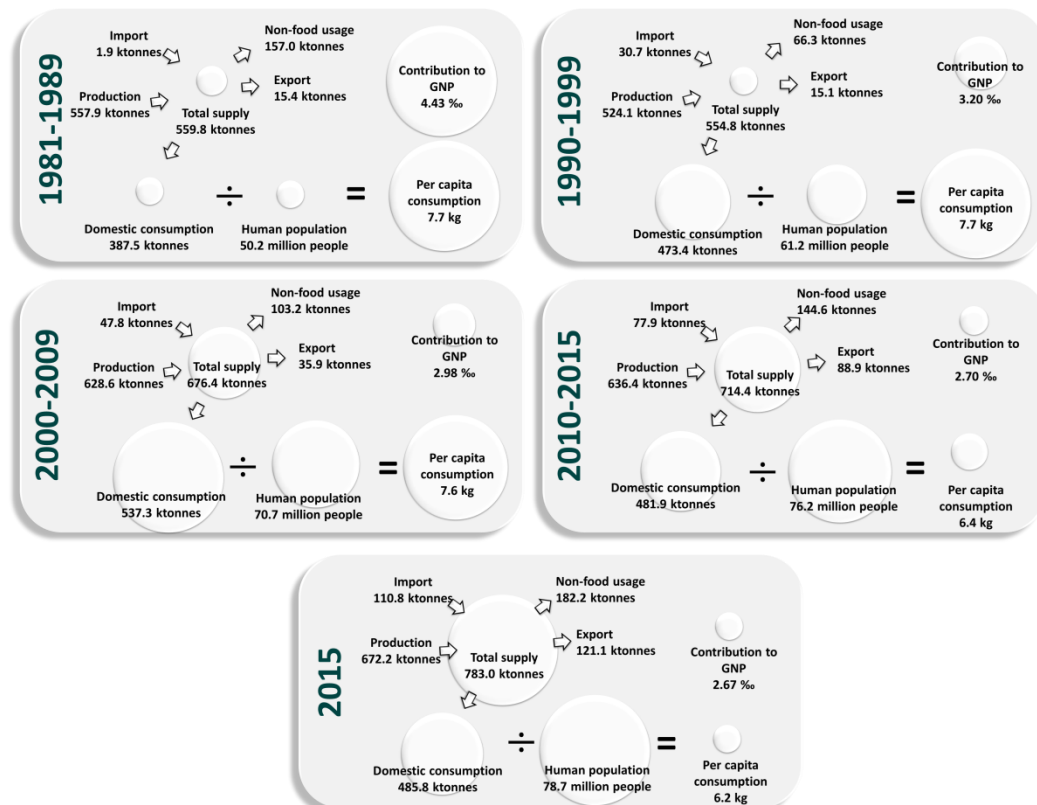 1981-1989
Import
1.9 ktonnes
Non-food usage
157.0 ktonnes
Export
15.4 ktonnes
Production
557.9 ktonnes
Total supply
559.8 ktonnes
Contribution to
GNP
4.43 ‰
Domestic consumption
387.5 ktonnes
÷
Human population
50.2 million people
=
Per capita
consumption
7.7 kg
1990-1999
Import
30.7 ktonnes
Non-food usage
66.3 ktonnes
Export
15.1 ktonnes
Production
524.1 ktonnes
Total supply
554.8 ktonnes
Contribution to
GNP
3.20 ‰
Domestic consumption
473.4 ktonnes
÷
Human population
61.2 million people
=
Per capita
consumption
7.7 kg
2000-2009
Import
47.8 ktonnes
Non-food usage
103.2 ktonnes
Export
35.9 ktonnes
Production
628.6 ktonnes
Total supply
676.4 ktonnes
Contribution to
GNP
2.98 ‰
Domestic consumption
537.3 ktonnes
÷
Human population
70.7 million people
=
Per capita
consumption
7.6 kg
2010-2015
Import
77.9 ktonnes
Non-food usage
144.6 ktonnes
Export
88.9 ktonnes
Production
636.4 ktonnes
Total supply
714.4 ktonnes
Contribution to
GNP
2.70 ‰
Domestic consumption
481.9 ktonnes
÷
Human population
76.2 million people
=
Per capita
consumption
6.4 kg
2015
Import
110.8 ktonnes
Non-food usage
182.2 ktonnes
Export
121.1 ktonnes
Production
672.2 ktonnes
Total supply
783.0 ktonnes
Contribution to
GNP
2.67 ‰
Domestic consumption
485.8 ktonnes
÷
Human population
78.7 million people
=
Per capita
consumption
6.2 kg